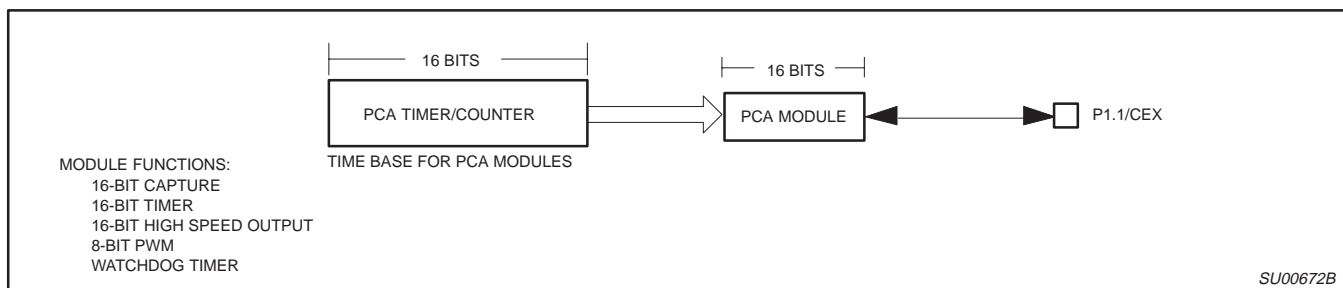 16 BITS
16 BITS
PCA TIMER/COUNTER
PCA MODULE
P1.1/CEX
TIME BASE FOR PCA MODULES
MODULE FUNCTIONS:
16-BIT CAPTURE
16-BIT TIMER
16-BIT HIGH SPEED OUTPUT
8-BIT PWM
WATCHDOG TIMER
SU00672B